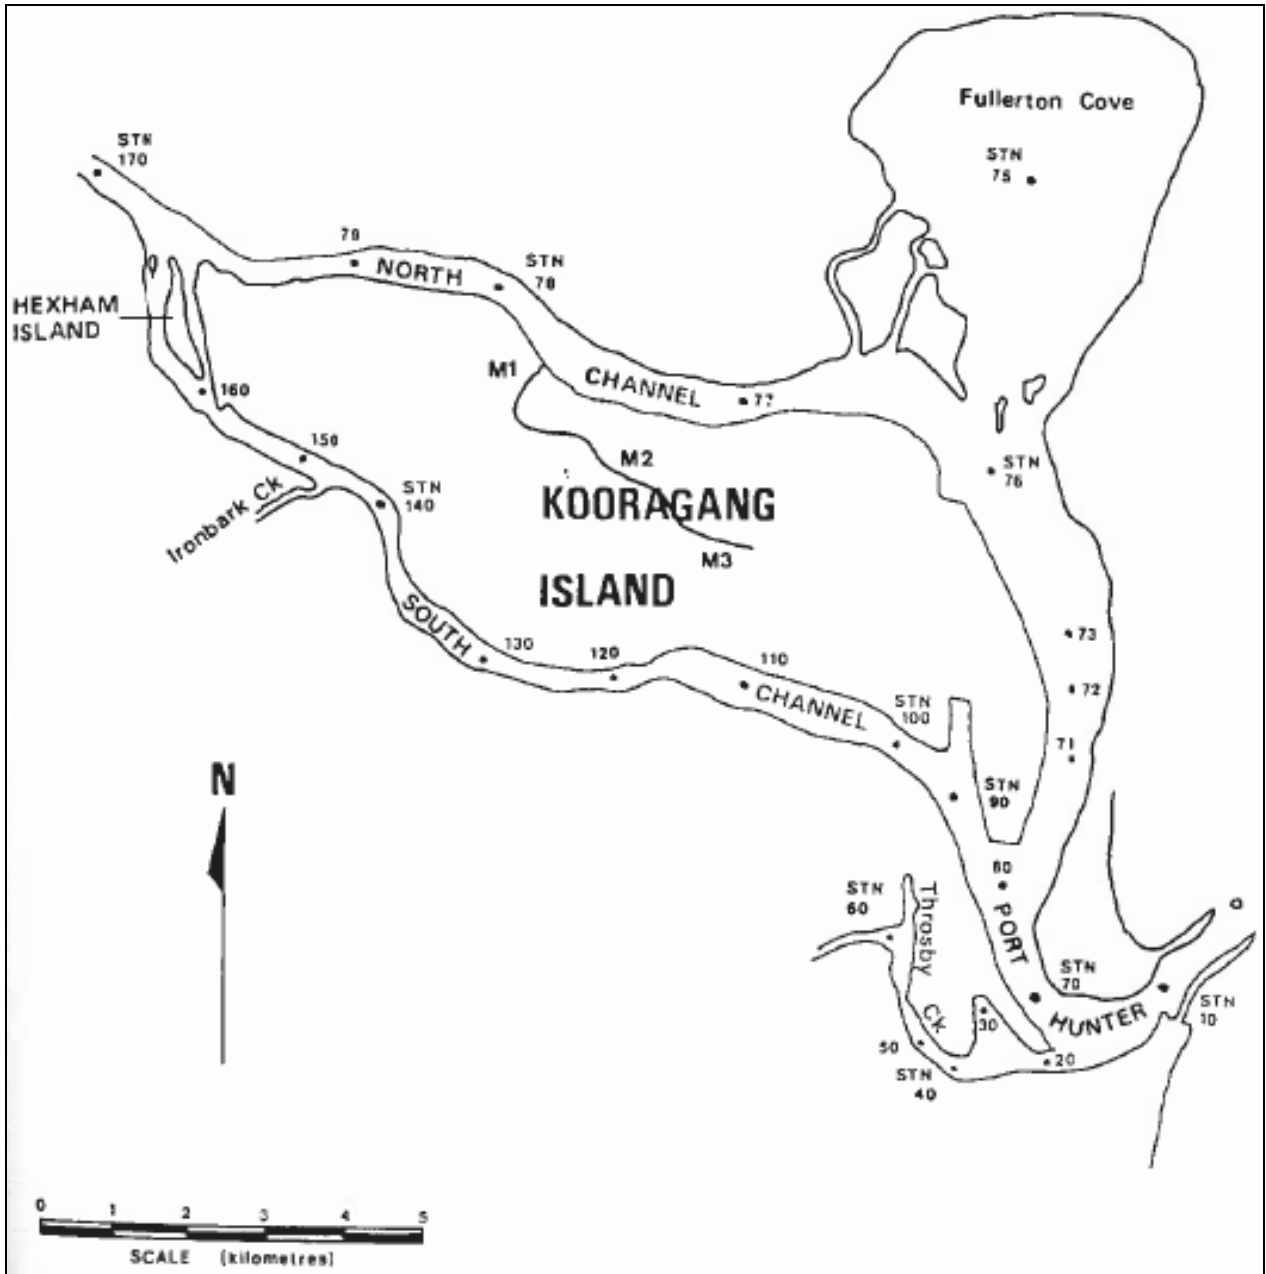 Fullerton Cove
STN
75
STN
170
79
STN
78
NORTH
HEXHAM
ISLAND
M1
CHANNEL
77
160
150
M2
STN
76
STN
140
Ironbark Ck
KOORAGANG
M3
ISLAND
SOUTH
130
120
110
73
72
CHANNEL
STN
100
71
N
STN
90
80
STN
60
Throsby
Ck
PORT
HUNTER
STN
70
STN
10
30
50
20
STN
40
0 1 2 3 4 5
SCALE (kilometres)